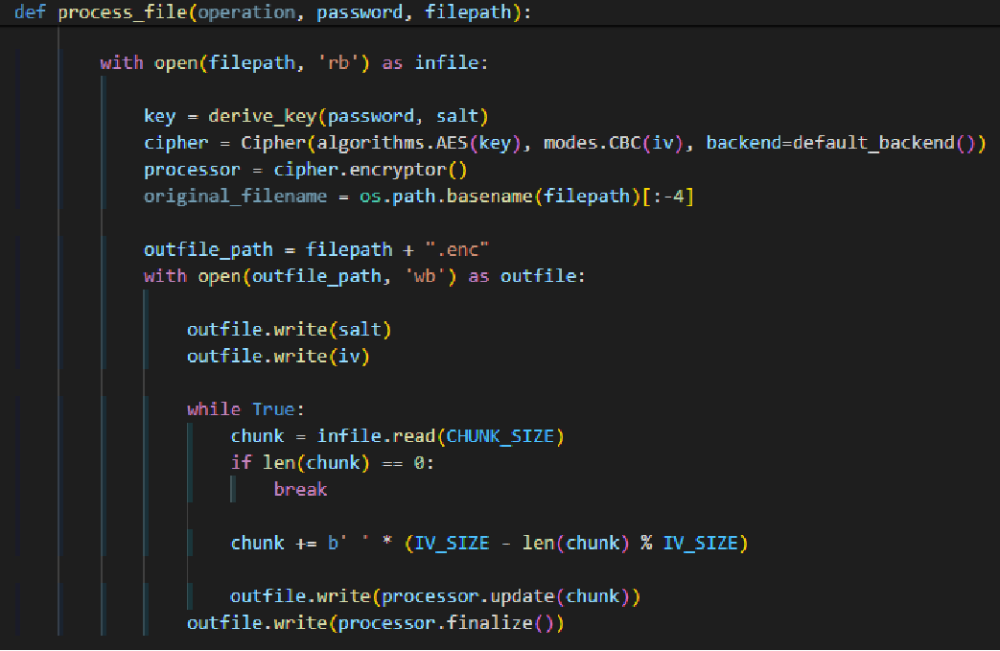 def process_file(operation, password, filepath):
with open(filepath, 'rb') as infile:
key = derive_key(password, salt)
cipher = Cipher(algorithms.AES(key), modes.CBC(iv), backend=default_backend())
processor = cipher.encryptor()
original_filename = os.path.basename(filepath)[:-4]
outfile_path = filepath + ".enc"
with open(outfile_path, 'wb') as outfile:
outfile.write(salt)
outfile.write(iv)
while True:
chunk = infile.read(CHUNK_SIZE)
if len(chunk) == 0:
break
chunk += b' ' * (IV_SIZE - len(chunk) % IV_SIZE)
outfile.write(processor.update(chunk))
outfile.write(processor.finalize())